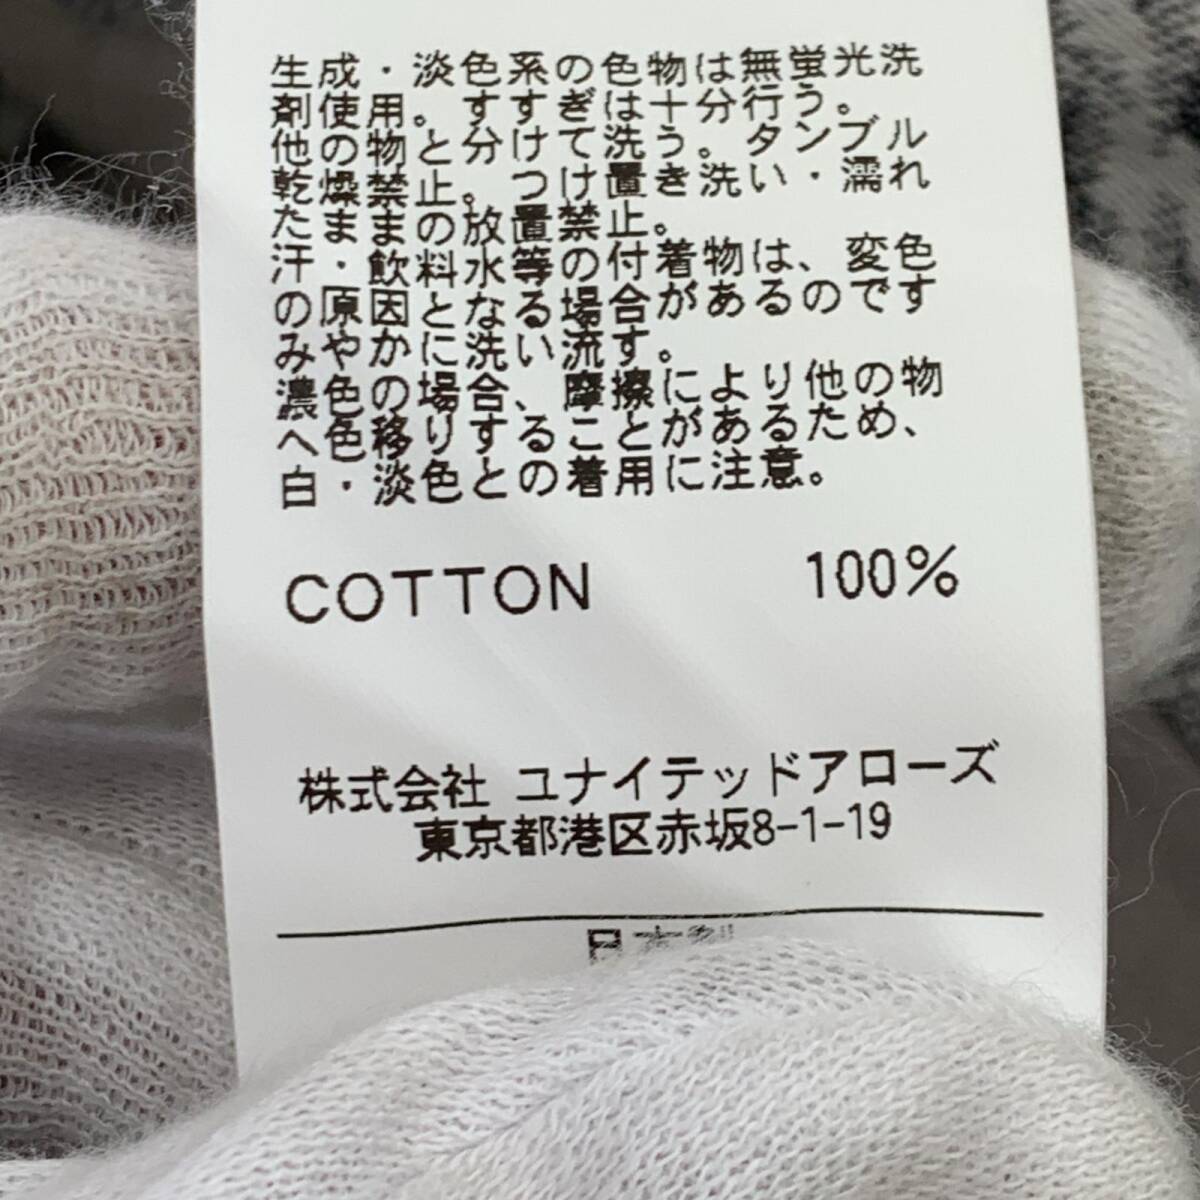 生成・淡色系の色物は無蛍光洗
剤使用。すすぎは十分行う。
他の物と分けて洗う。タンブル
乾燥禁止。つけ置き洗い・濡れ
たままの放置禁止。
汗・飲料水等の付着物は、変色
の原因となる場合があるのです
みやかに洗い流す。
濃色の場合、摩擦により他の物
へ色移りすることがあるため、
白・淡色との着用に注意。
COTTON 100%
株式会社 ユナイテッドアローズ
東京都港区赤坂8-1-19
日本製